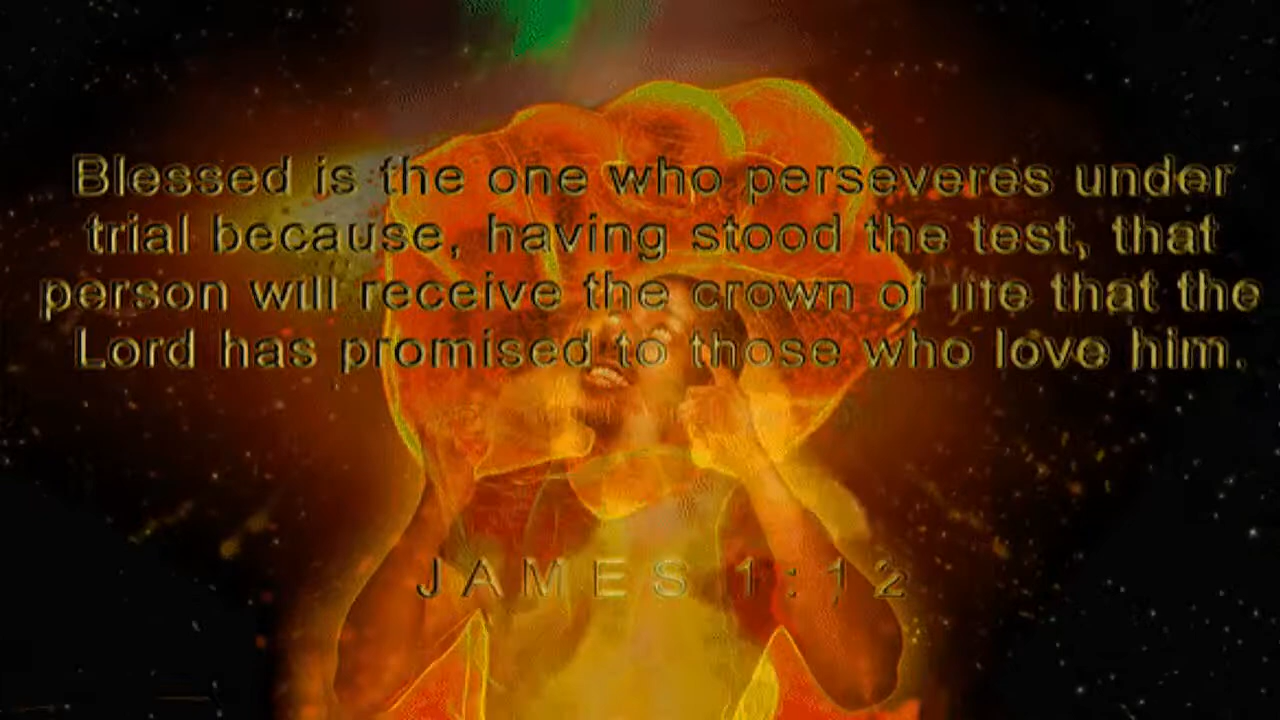 Blessed is the one who perseveres under
trial because, having stood the test, that
person will receive the crown of life that the
Lord has promised to those who love him.
JAMES 1:12